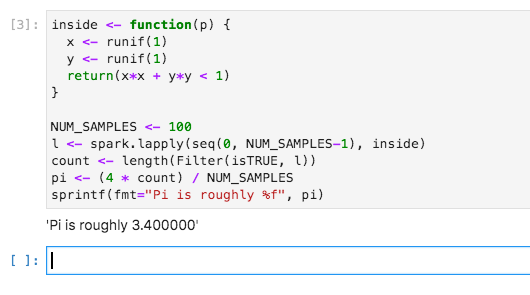 [3]: inside <- function(p) {
  x <- runif(1)
  y <- runif(1)
  return(x*x + y*y < 1)
}

NUM_SAMPLES <- 100
l <- spark.lapply(seq(0, NUM_SAMPLES-1), inside)
count <- length(Filter(isTRUE, l))
pi <- (4 * count) / NUM_SAMPLES
sprintf(fmt="Pi is roughly %f", pi)
'Pi is roughly 3.400000'
[ ]: